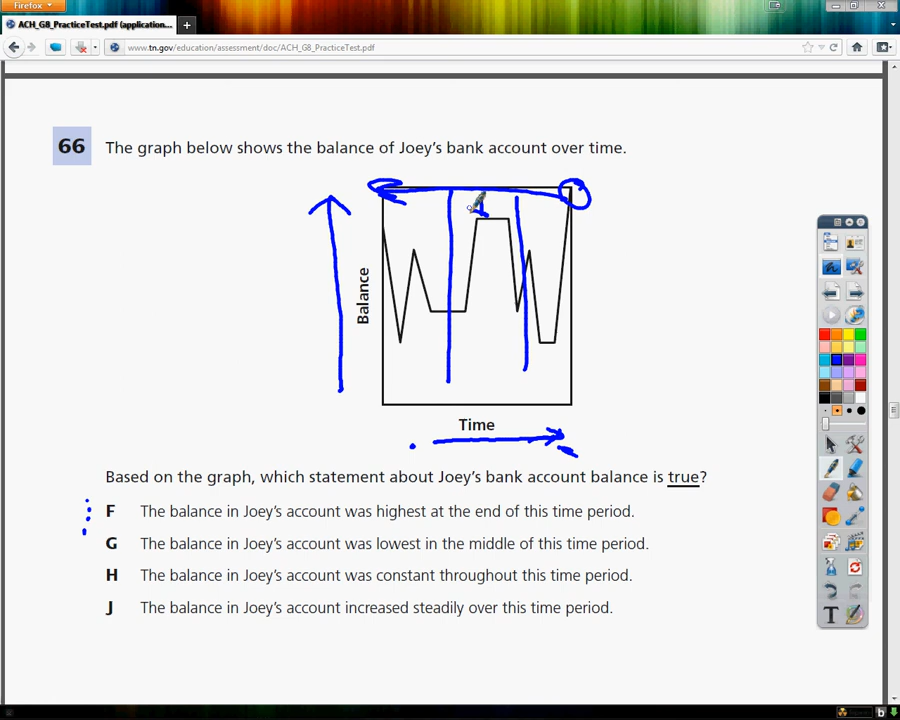 Firefox
ACH_G8_PracticeTest.pdf (application...
www.tn.gov/education/assessment/doc/ACH_G8_PracticeTest.pdf
66 The graph below shows the balance of Joey's bank account over time.
Balance
Time
Based on the graph, which statement about Joey's bank account balance is true?
F The balance in Joey's account was highest at the end of this time period.
G The balance in Joey's account was lowest in the middle of this time period.
H The balance in Joey's account was constant throughout this time period.
J The balance in Joey's account increased steadily over this time period.
T
b